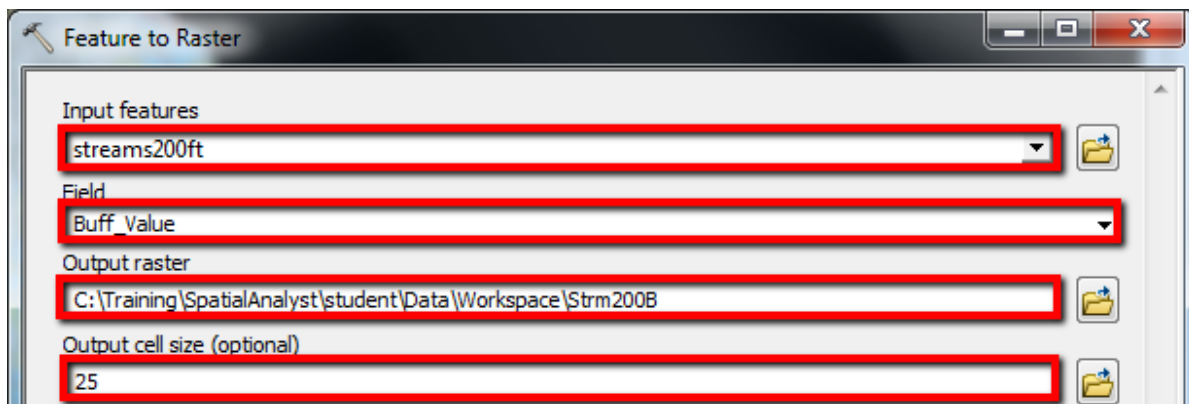 Feature to Raster
Input features
streams200ft
Field
Buff_Value
Output raster
C:\Training\SpatialAnalyst\student\Data\Workspace\Strm200B
Output cell size (optional)
25